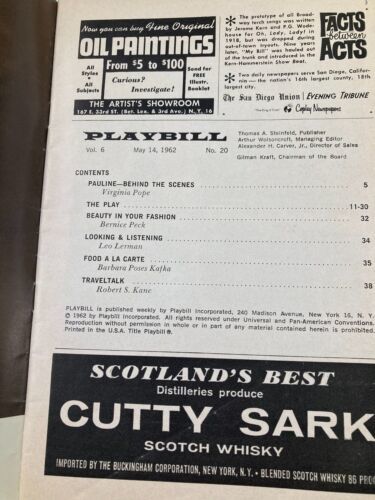 Now you can buy Fine Original
OIL PAINTINGS
All Styles * All Subjects
From $5 to $100
Curious?
Investigate!
Send for FREE Illustr. Booklet
THE ARTIST'S SHOWROOM
167 E. 33rd ST. (Bet. Lex. & 3rd Ave.) N.Y. 16
The prototype of all Broad-
way torch songs was written
by Jerome Kern and P.G. Wode-
house for Oh, Lady, Lady! in
1918, but was dropped during
out-of-town tryouts. Nine years
later, "My Bill" was hauled out
of the trunk and introduced in the
Kern-Hammerstein Show Boat.
FACTS
between
ACTS
Two daily newspapers serve San Diego, Califor-
nia — the nation's 16th largest county, 18th
largest city.
The San Diego Union | EVENING TRIBUNE
"The Ring of Truth"
Copley Newspapers
PLAYBILL
Vol. 6 May 14, 1962 No. 20
Thomas A. Steinfeld, Publisher
Arthur Wolsoncroft, Managing Editor
Alexander H. Carver, Jr., Director of Sales
Gilman Kraft, Chairman of the Board
CONTENTS
PAULINE—BEHIND THE SCENES 5
Virginia Pope
THE PLAY 11-30
BEAUTY IN YOUR FASHION 32
Bernice Peck
LOOKING & LISTENING 34
Leo Lerman
FOOD A LA CARTE 35
Barbara Poses Kafka
TRAVELTALK 38
Robert S. Kane
PLAYBILL is published weekly by Playbill Incorporated, 240 Madison Avenue, New York 16, N. Y.
© 1962 by Playbill Incorporated. All rights reserved under Universal and Pan-American Conventions.
Reproduction without permission in whole or in part of any material contained herein is prohibited.
Printed in the U.S.A. Title Playbill ®.
SCOTLAND'S BEST
Distilleries produce
CUTTY SARK
SCOTCH WHISKY
IMPORTED BY THE BUCKINGHAM CORPORATION, NEW YORK, N.Y. • BLENDED SCOTCH WHISKY 86 PROO